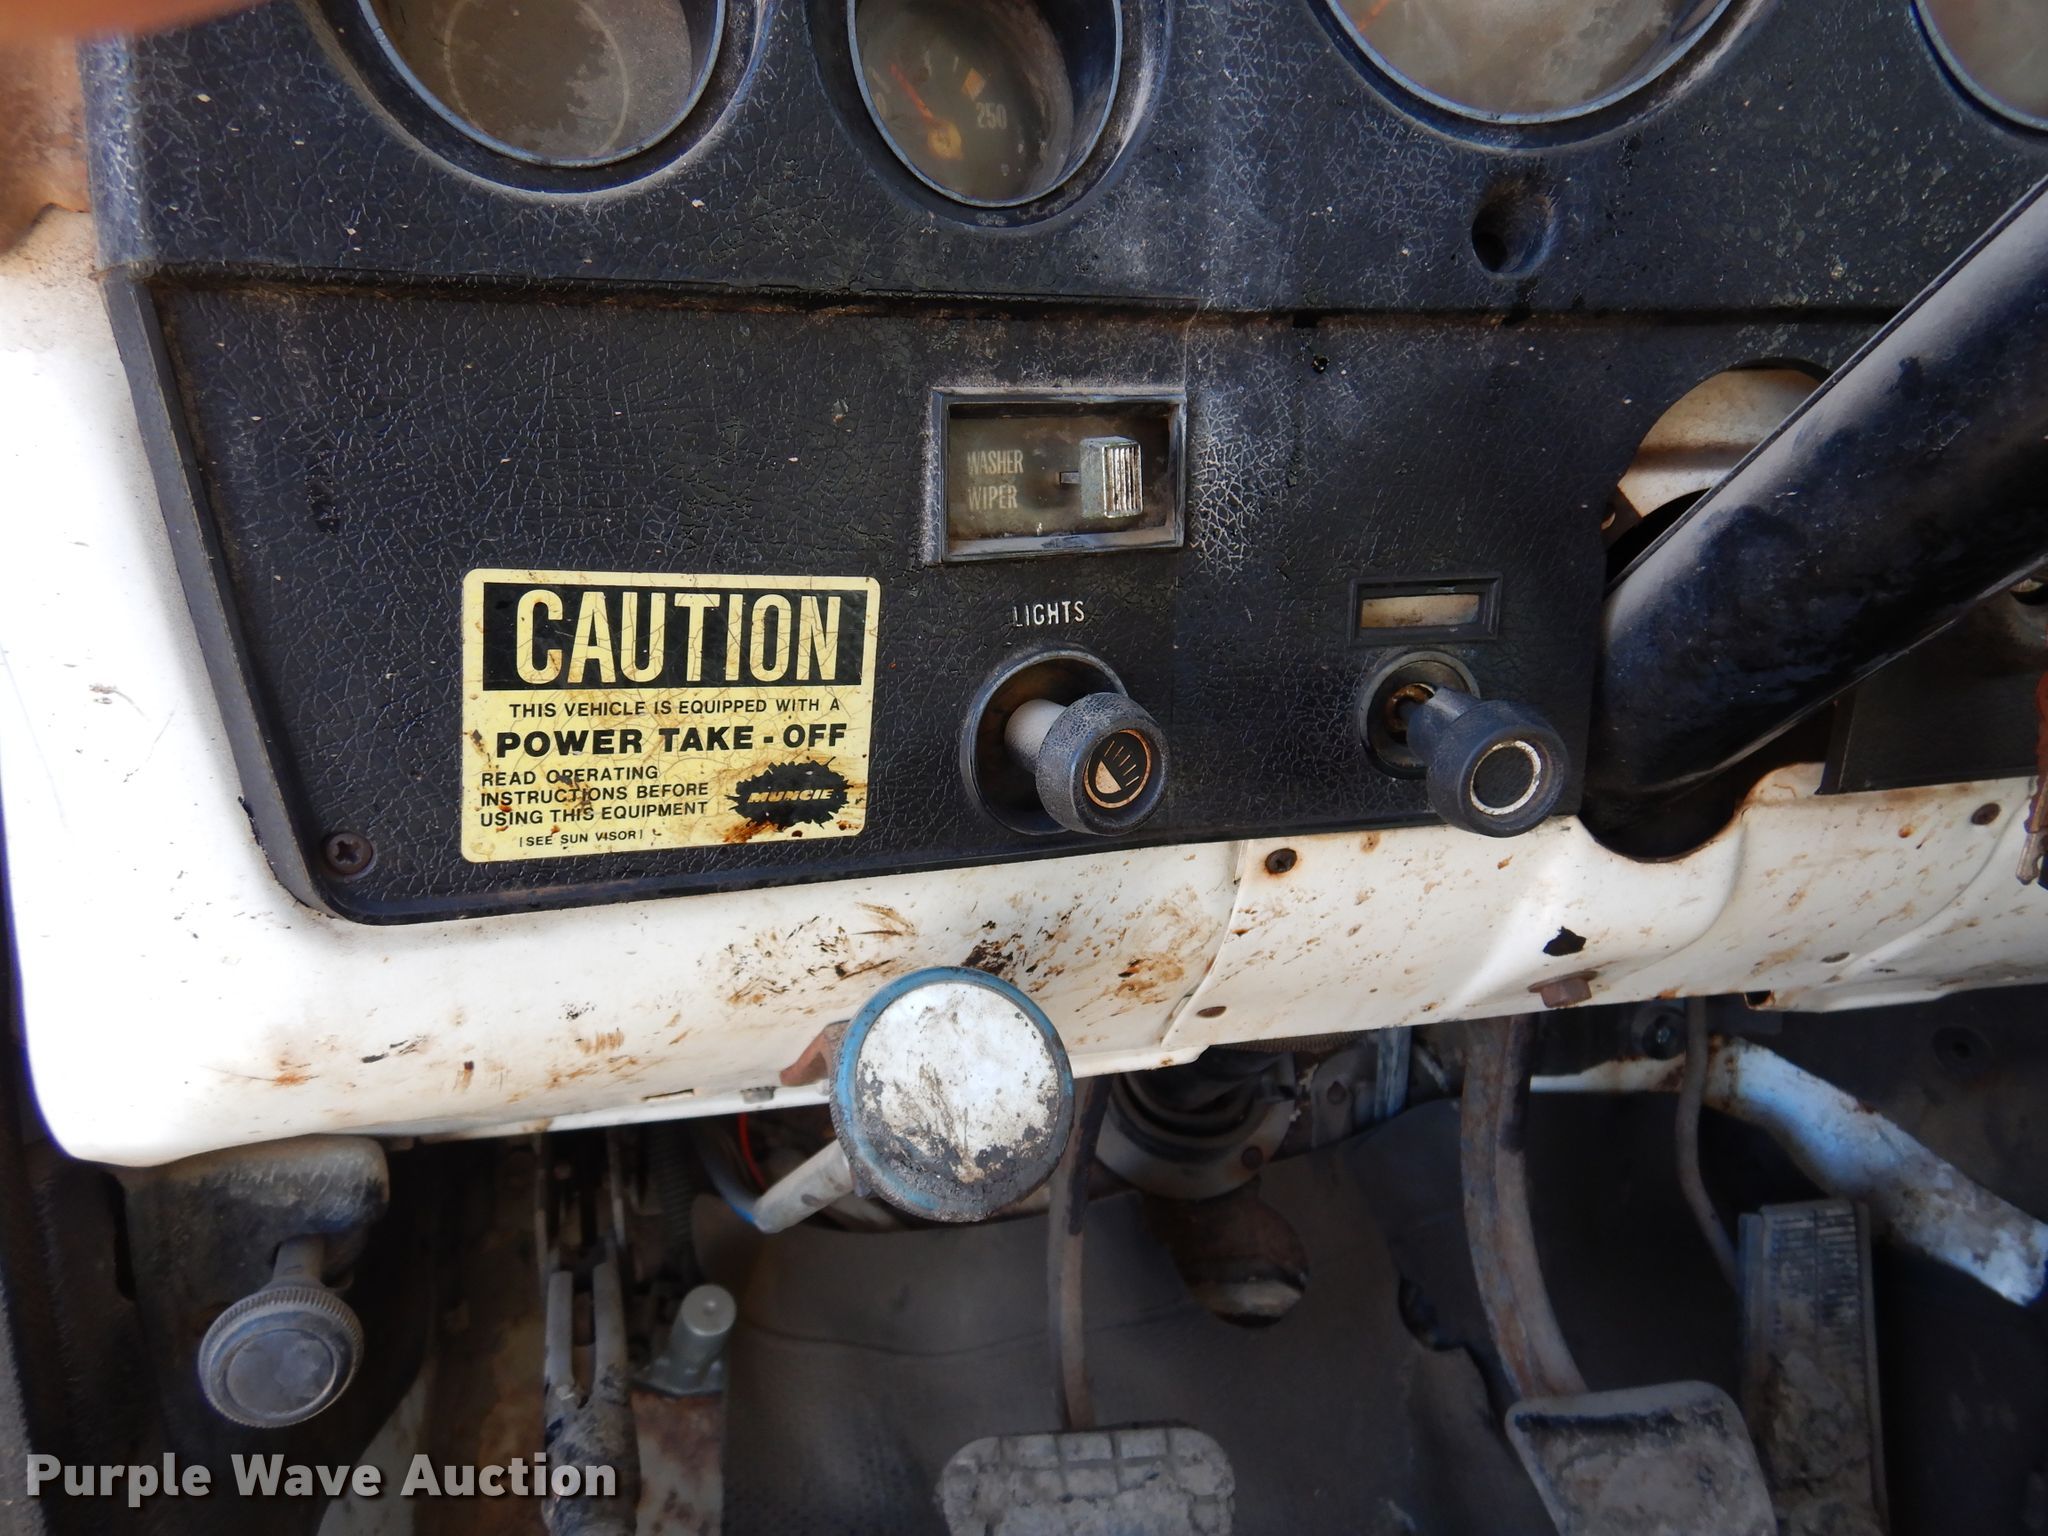 250
WASHER
WIPER
LIGHTS
CAUTION
THIS VEHICLE IS EQUIPPED WITH A
POWER TAKE-OFF
READ OPERATING
INSTRUCTIONS BEFORE
USING THIS EQUIPMENT
(SEE SUN VISOR)
MUNCIE
Purple Wave Auction